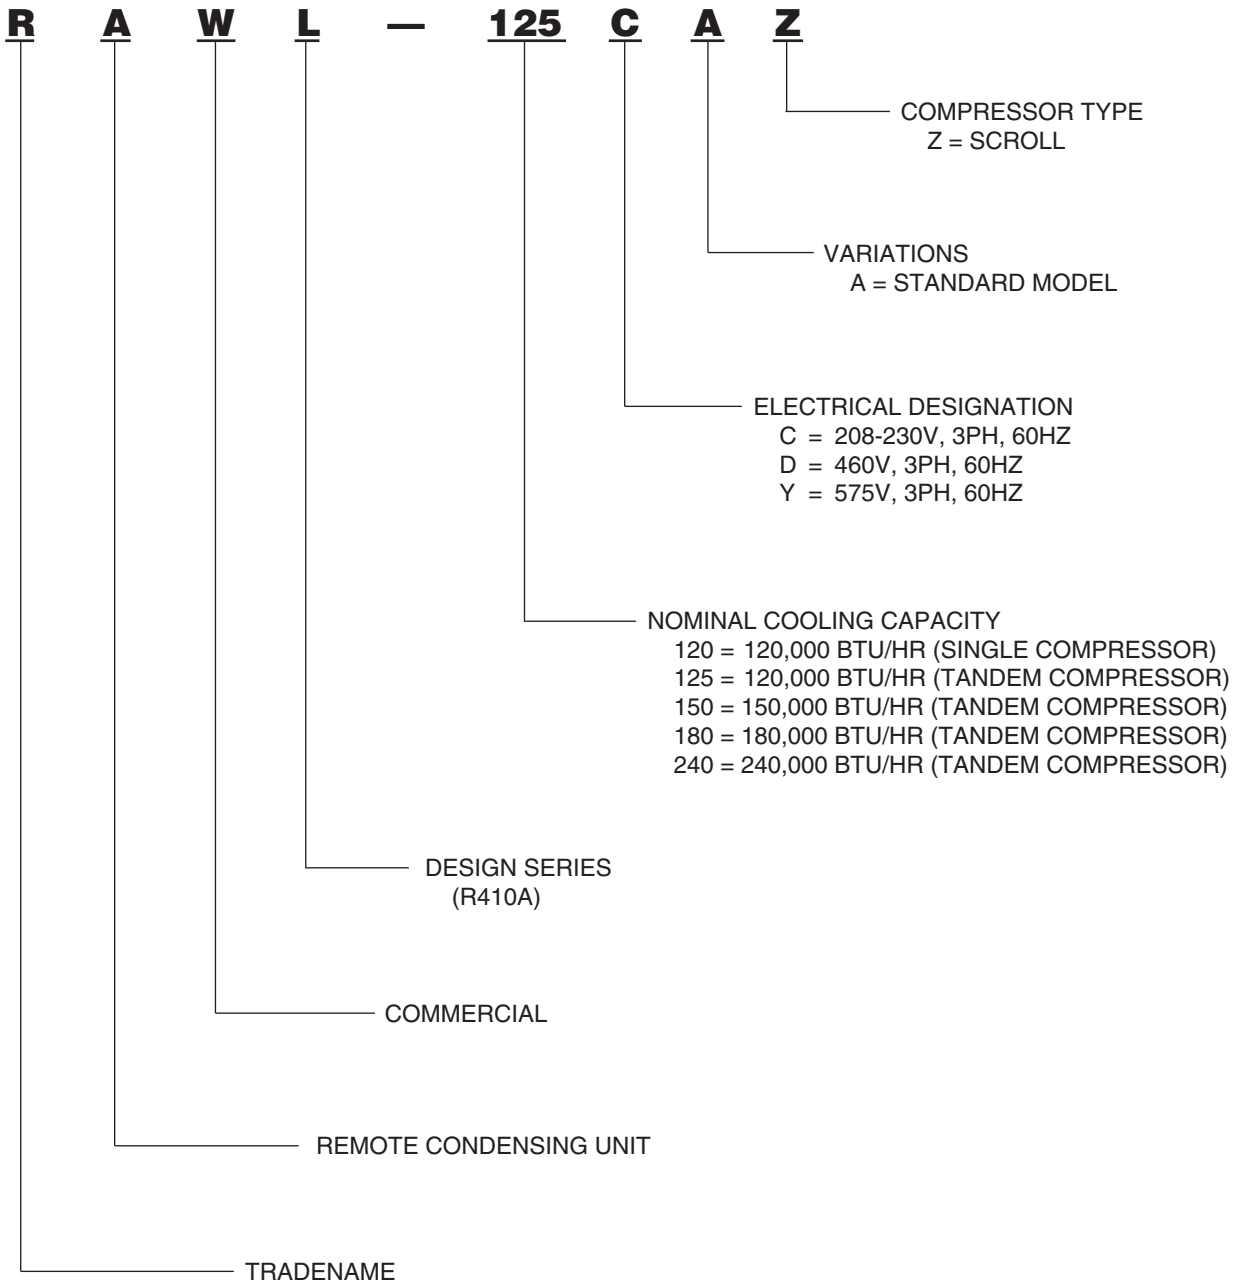 R A W L — 125 C A Z
COMPRESSOR TYPE
Z = SCROLL
VARIATIONS
A = STANDARD MODEL
ELECTRICAL DESIGNATION
C = 208-230V, 3PH, 60HZ
D = 460V, 3PH, 60HZ
Y = 575V, 3PH, 60HZ
NOMINAL COOLING CAPACITY
120 = 120,000 BTU/HR (SINGLE COMPRESSOR)
125 = 120,000 BTU/HR (TANDEM COMPRESSOR)
150 = 150,000 BTU/HR (TANDEM COMPRESSOR)
180 = 180,000 BTU/HR (TANDEM COMPRESSOR)
240 = 240,000 BTU/HR (TANDEM COMPRESSOR)
DESIGN SERIES
(R410A)
COMMERCIAL
REMOTE CONDENSING UNIT
TRADENAME